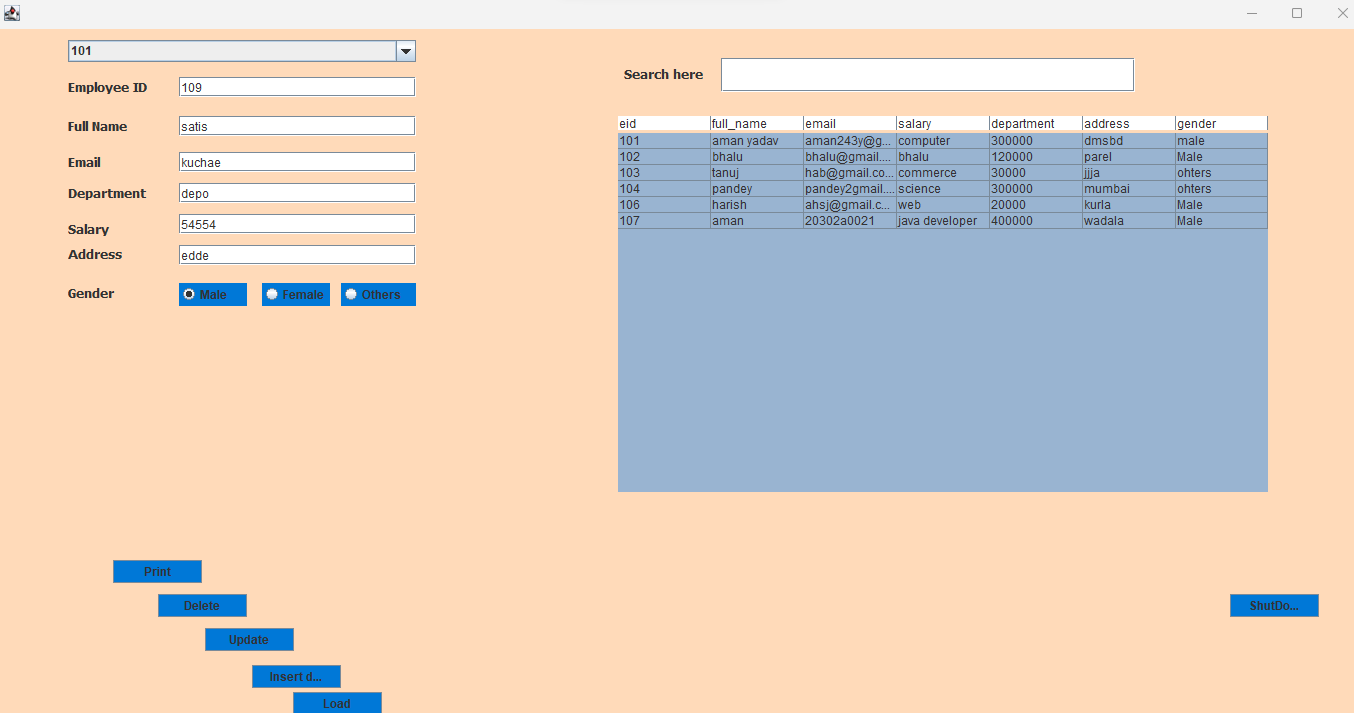 101
Employee ID 109
Full Name satis
Email kuchae
Department depo
Salary 54554
Address edde
Gender Male Female Others
Search here
eid full_name email salary department address gender
101 aman yadav aman243y@g... computer 300000 dmsbd male
102 bhalu bhalu@gmail.... bhalu 120000 parel Male
103 tanuj hab@gmail.co... commerce 30000 jjja ohters
104 pandey pandey2gmail.... science 300000 mumbai ohters
106 harish ahsj@gmail.c... web 20000 kurla Male
107 aman 20302a0021 java developer 400000 wadala Male
Print
Delete
Update
Insert d...
Load
ShutDo...